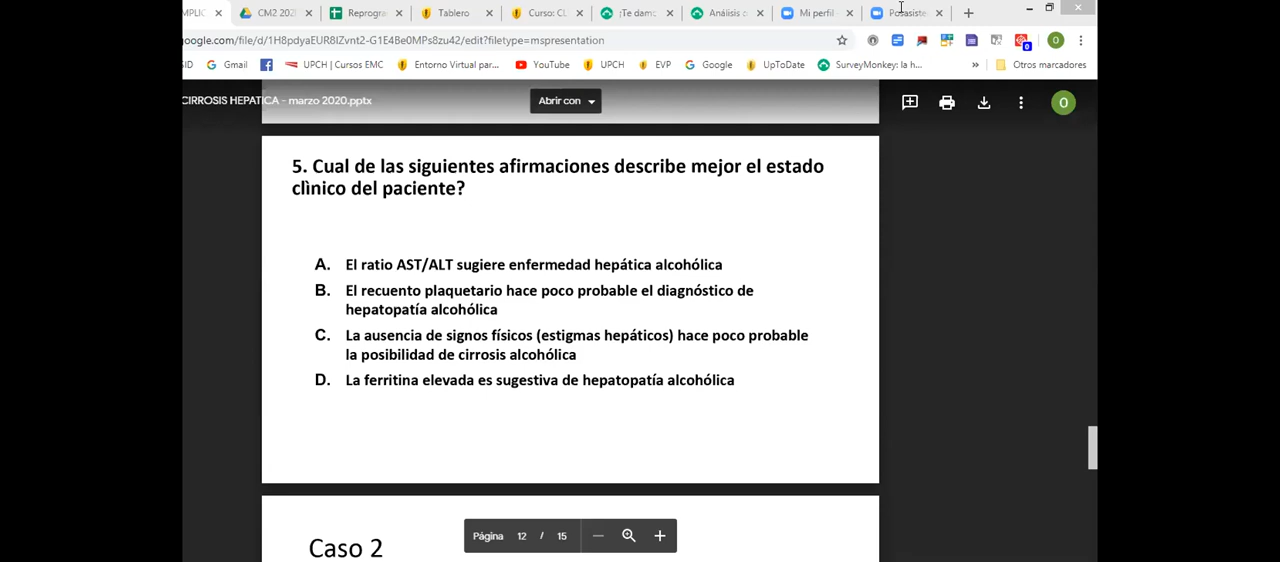 MPLIC × CM2 202 × Reprogra × Tablero × Curso: CL × ¡Te damo × Análisis o × Mi perfil × Posasiste × +
google.com/file/d/1H8pdyaEUR8IZvnt2-G1E4Be0MPs8zu42/edit?filetype=mspresentation
SID Gmail UPCH | Cursos EMC Entorno Virtual par... YouTube UPCH EVP Google UpToDate SurveyMonkey: la h... » Otros marcadores
CIRROSIS HEPATICA - marzo 2020.pptx
Abrir con
O
5. Cual de las siguientes afirmaciones describe mejor el estado
clìnico del paciente?
A. El ratio AST/ALT sugiere enfermedad hepática alcohólica
B. El recuento plaquetario hace poco probable el diagnóstico de
hepatopatía alcohólica
C. La ausencia de signos físicos (estigmas hepáticos) hace poco probable
la posibilidad de cirrosis alcohólica
D. La ferritina elevada es sugestiva de hepatopatía alcohólica
Caso 2
Página 12 / 15